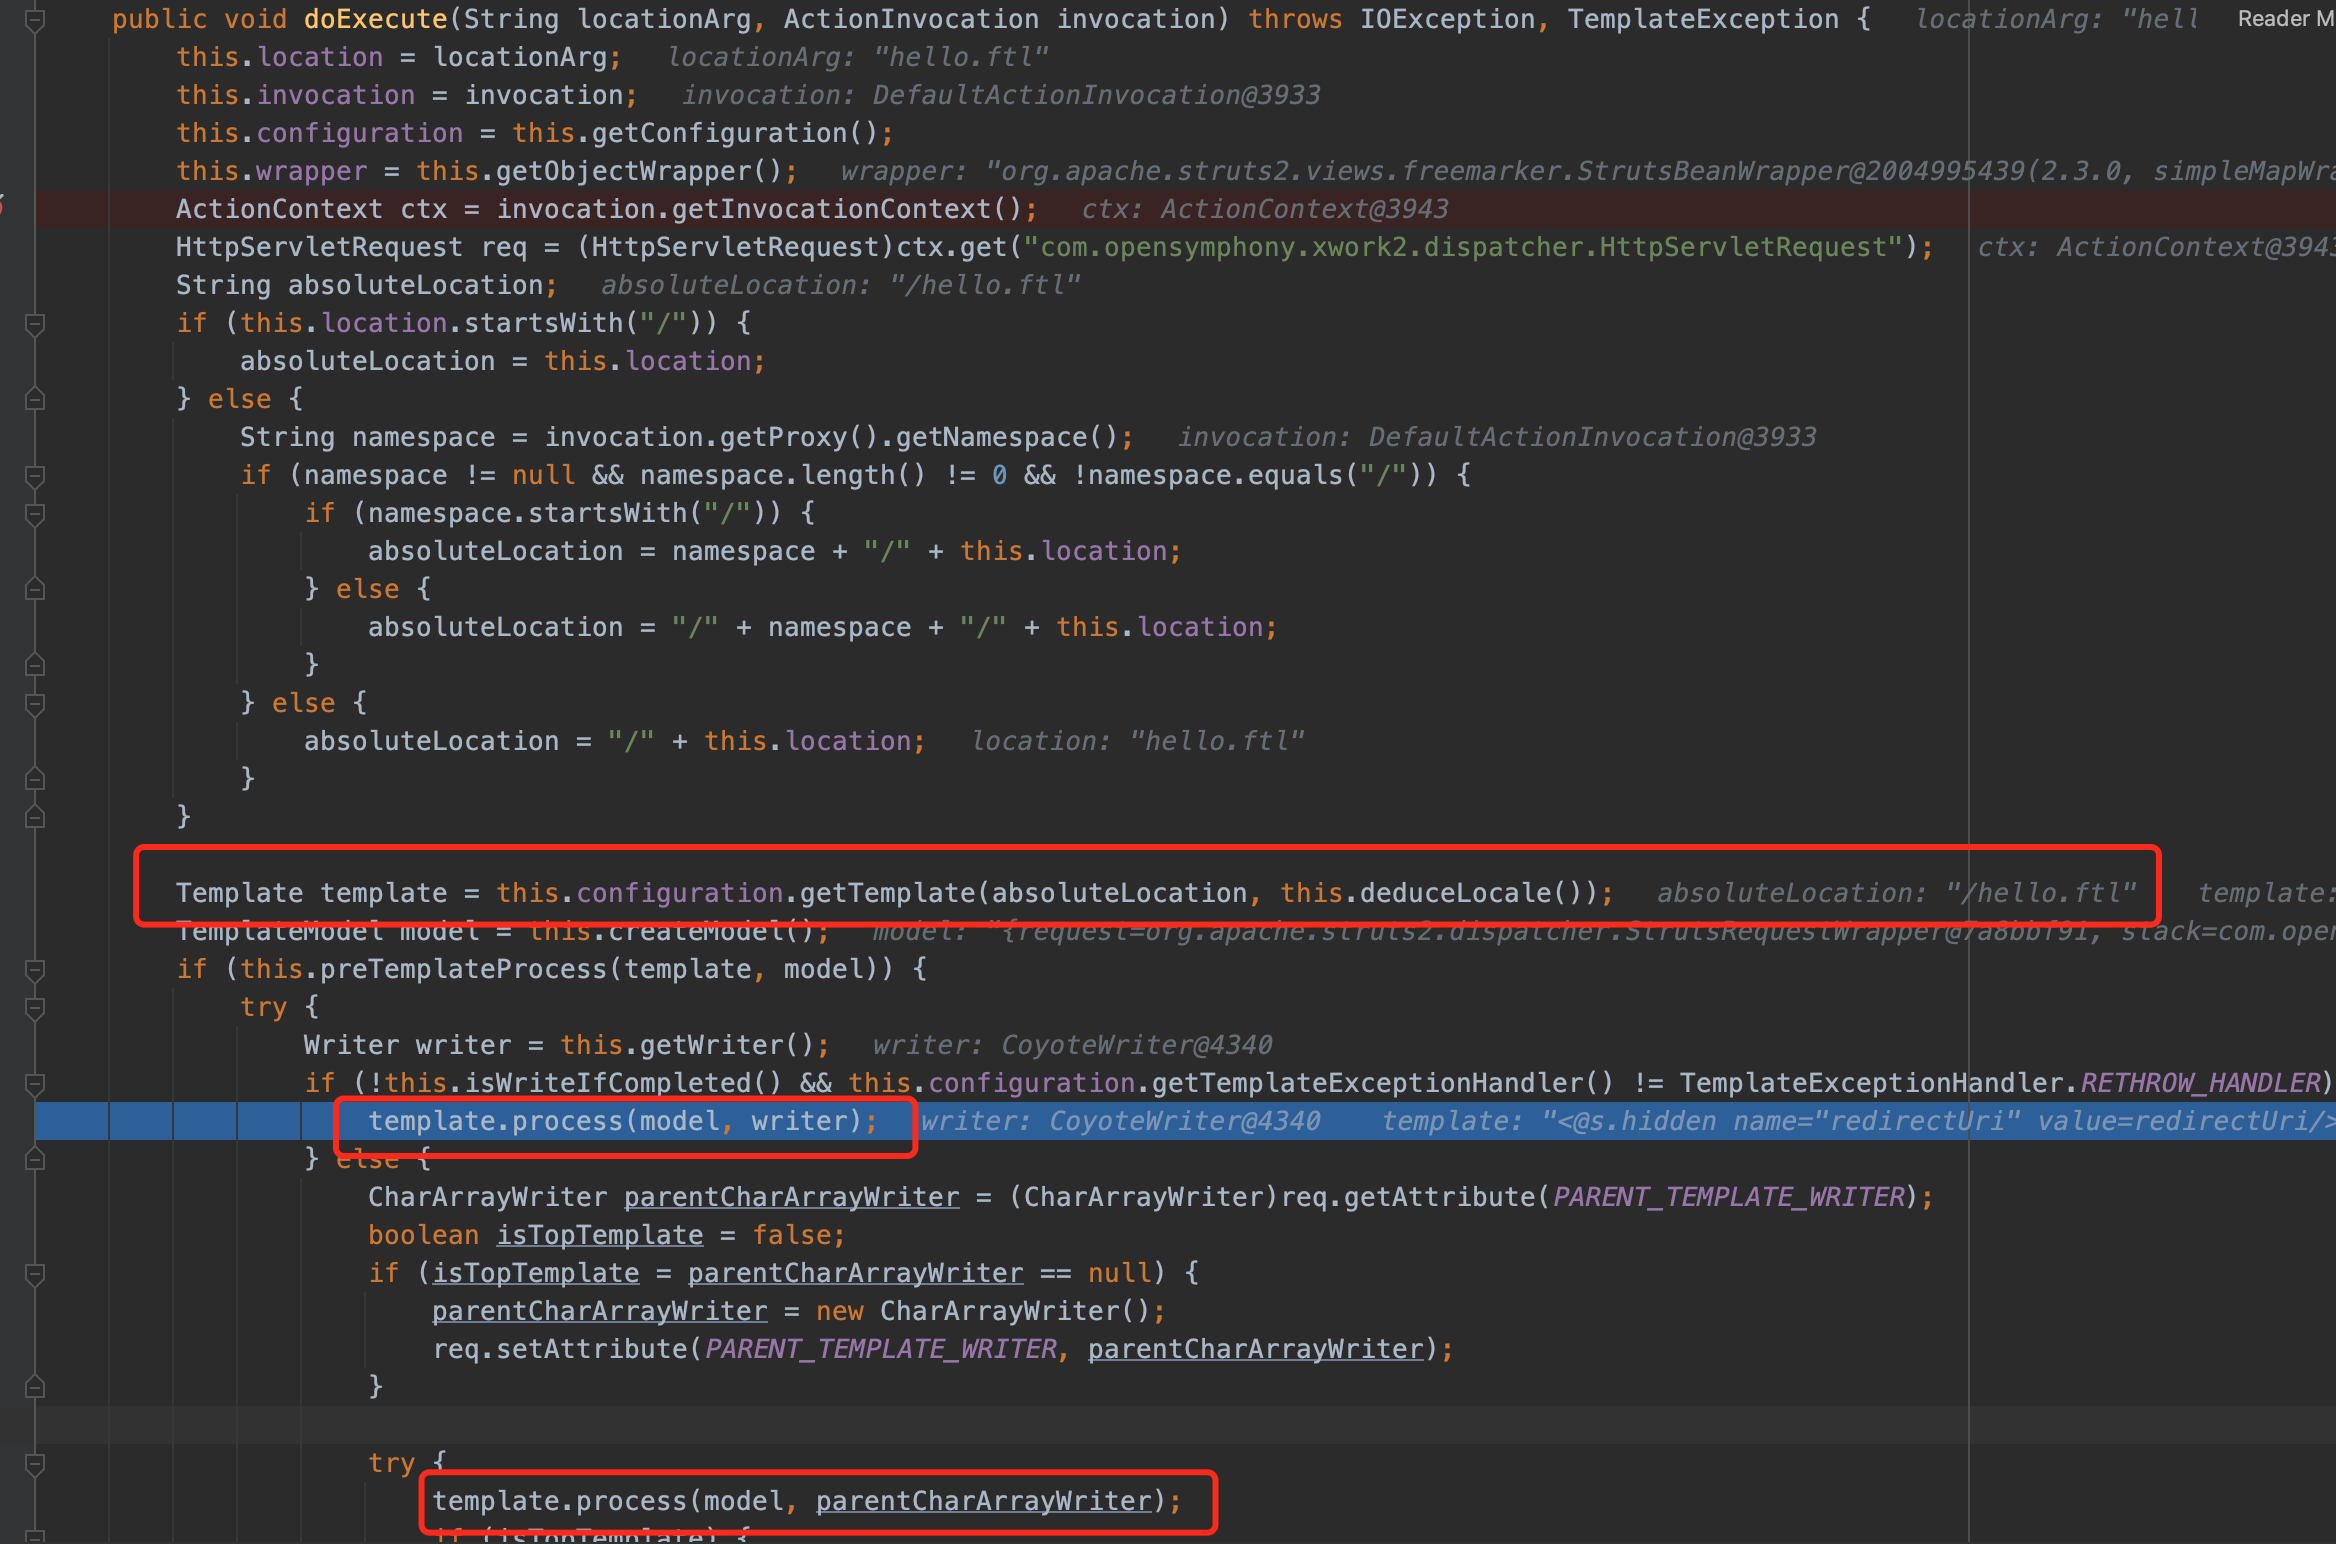 public void doExecute(String locationArg, ActionInvocation invocation) throws IOException, TemplateException {   locationArg: "hell   Reader M
this.location = locationArg;   locationArg: "hello.ftl"
this.invocation = invocation;   invocation: DefaultActionInvocation@3933
this.configuration = this.getConfiguration();
this.wrapper = this.getObjectWrapper();   wrapper: "org.apache.struts2.views.freemarker.StrutsBeanWrapper@2004995439(2.3.0, simpleMapWra
ActionContext ctx = invocation.getInvocationContext();   ctx: ActionContext@3943
HttpServletRequest req = (HttpServletRequest)ctx.get("com.opensymphony.xwork2.dispatcher.HttpServletRequest");   ctx: ActionContext@3943
String absoluteLocation;   absoluteLocation: "/hello.ftl"
if (this.location.startsWith("/")) {
absoluteLocation = this.location;
} else {
String namespace = invocation.getProxy().getNamespace();   invocation: DefaultActionInvocation@3933
if (namespace != null && namespace.length() != 0 && !namespace.equals("/")) {
if (namespace.startsWith("/")) {
absoluteLocation = namespace + "/" + this.location;
} else {
absoluteLocation = "/" + namespace + "/" + this.location;
}
} else {
absoluteLocation = "/" + this.location;   location: "hello.ftl"
}
}
Template template = this.configuration.getTemplate(absoluteLocation, this.deduceLocale());   absoluteLocation: "/hello.ftl"   template:
TemplateModel model = this.createModel();   model: "{request=org.apache.struts2.dispatcher.StrutsRequestWrapper@7a8bbf91, stack=com.oper
if (this.preTemplateProcess(template, model)) {
try {
Writer writer = this.getWriter();   writer: CoyoteWriter@4340
if (!this.isWriteIfCompleted() && this.configuration.getTemplateExceptionHandler() != TemplateExceptionHandler.RETHROW_HANDLER)
template.process(model, writer);   writer: CoyoteWriter@4340   template: "<@s.hidden name="redirectUri" value=redirectUri/>
} else {
CharArrayWriter parentCharArrayWriter = (CharArrayWriter)req.getAttribute(PARENT_TEMPLATE_WRITER);
boolean isTopTemplate = false;
if (isTopTemplate = parentCharArrayWriter == null) {
parentCharArrayWriter = new CharArrayWriter();
req.setAttribute(PARENT_TEMPLATE_WRITER, parentCharArrayWriter);
}
try {
template.process(model, parentCharArrayWriter);
if (isTopTemplate) {